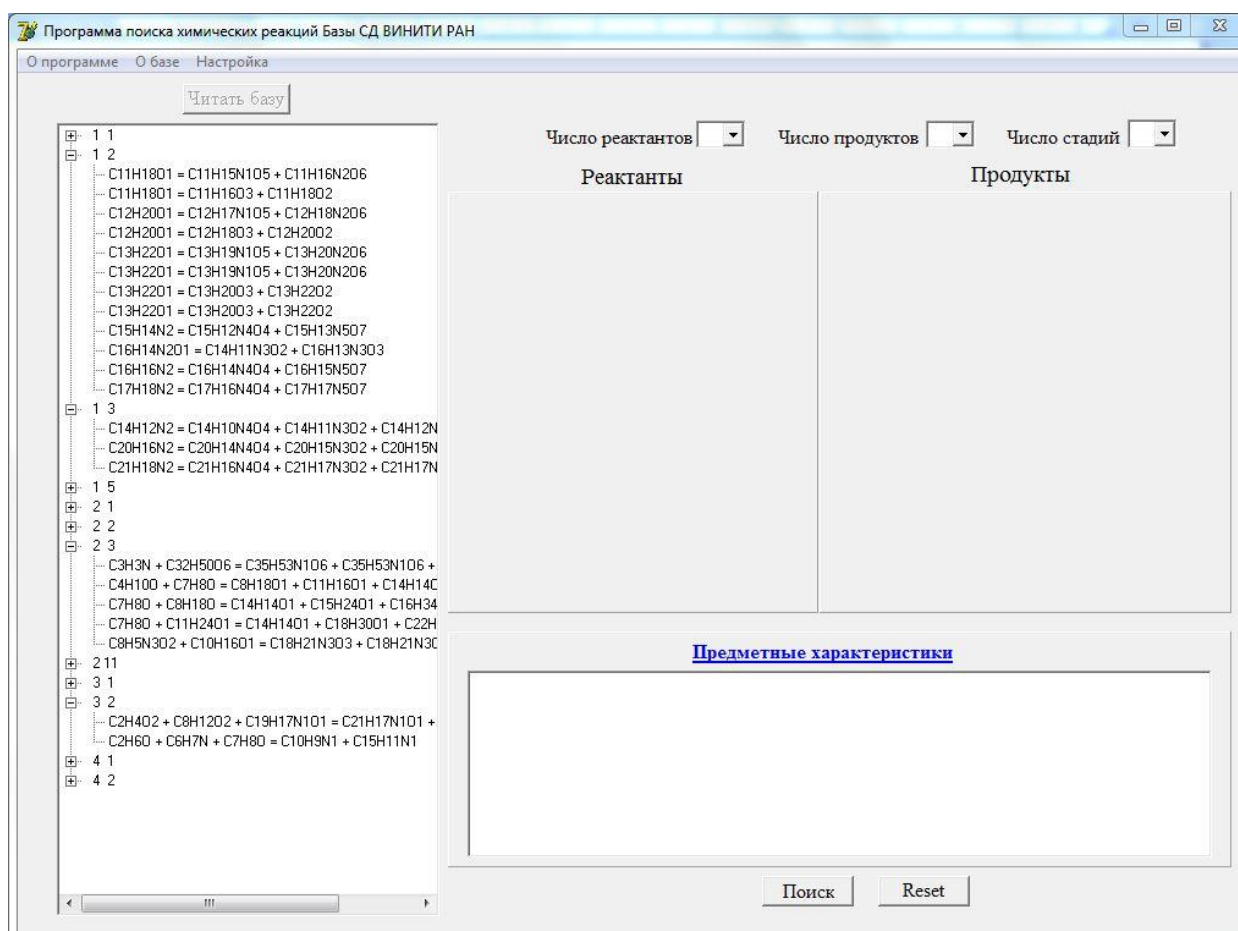 Программа поиска химических реакций Базы СД ВИНИТИ РАН
О программе О базе Настройка
Читать базу
1 1
1 2
C11H18O1 = C11H15N1O5 + C11H16N2O6
C11H18O1 = C11H16O3 + C11H18O2
C12H20O1 = C12H17N1O5 + C12H18N2O6
C12H20O1 = C12H18O3 + C12H20O2
C13H22O1 = C13H19N1O5 + C13H20N2O6
C13H22O1 = C13H19N1O5 + C13H20N2O6
C13H22O1 = C13H20O3 + C13H22O2
C13H22O1 = C13H20O3 + C13H22O2
C15H14N2 = C15H12N4O4 + C15H13N5O7
C16H14N2O1 = C14H11N3O2 + C16H13N3O3
C16H16N2 = C16H14N4O4 + C16H15N5O7
C17H18N2 = C17H16N4O4 + C17H17N5O7
1 3
C14H12N2 = C14H10N4O4 + C14H11N3O2 + C14H12N
C20H16N2 = C20H14N4O4 + C20H15N3O2 + C20H15N
C21H18N2 = C21H16N4O4 + C21H17N3O2 + C21H17N
1 5
2 1
2 2
2 3
C3H3N + C32H50O6 = C35H53N1O6 + C35H53N1O6 +
C4H10O + C7H8O = C8H18O1 + C11H16O1 + C14H14O
C7H8O + C8H18O = C14H14O1 + C15H24O1 + C16H34
C7H8O + C11H24O1 = C14H14O1 + C18H30O1 + C22H
C8H5N3O2 + C10H16O1 = C18H21N3O3 + C18H21N3O
2 11
3 1
3 2
C2H4O2 + C8H12O2 + C19H17N1O1 = C21H17N1O1 +
C2H6O + C6H7N + C7H8O = C10H9N1 + C15H11N1
4 1
4 2
Число реактантов Число продуктов Число стадий
Реактанты Продукты
Предметные характеристики
Поиск Reset